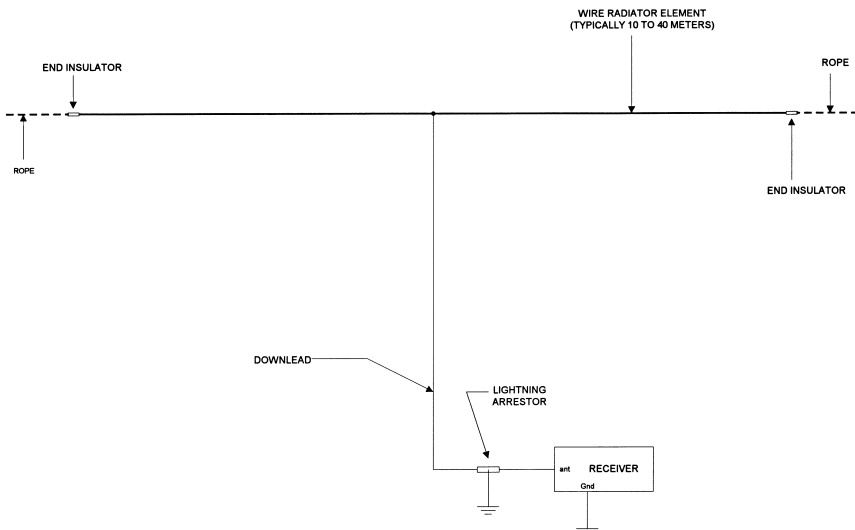 WIRE RADIATOR ELEMENT
(TYPICALLY 10 TO 40 METERS)
END INSULATOR
ROPE
ROPE
END INSULATOR
DOWNLEAD
LIGHTNING
ARRESTOR
ant RECEIVER
Gnd